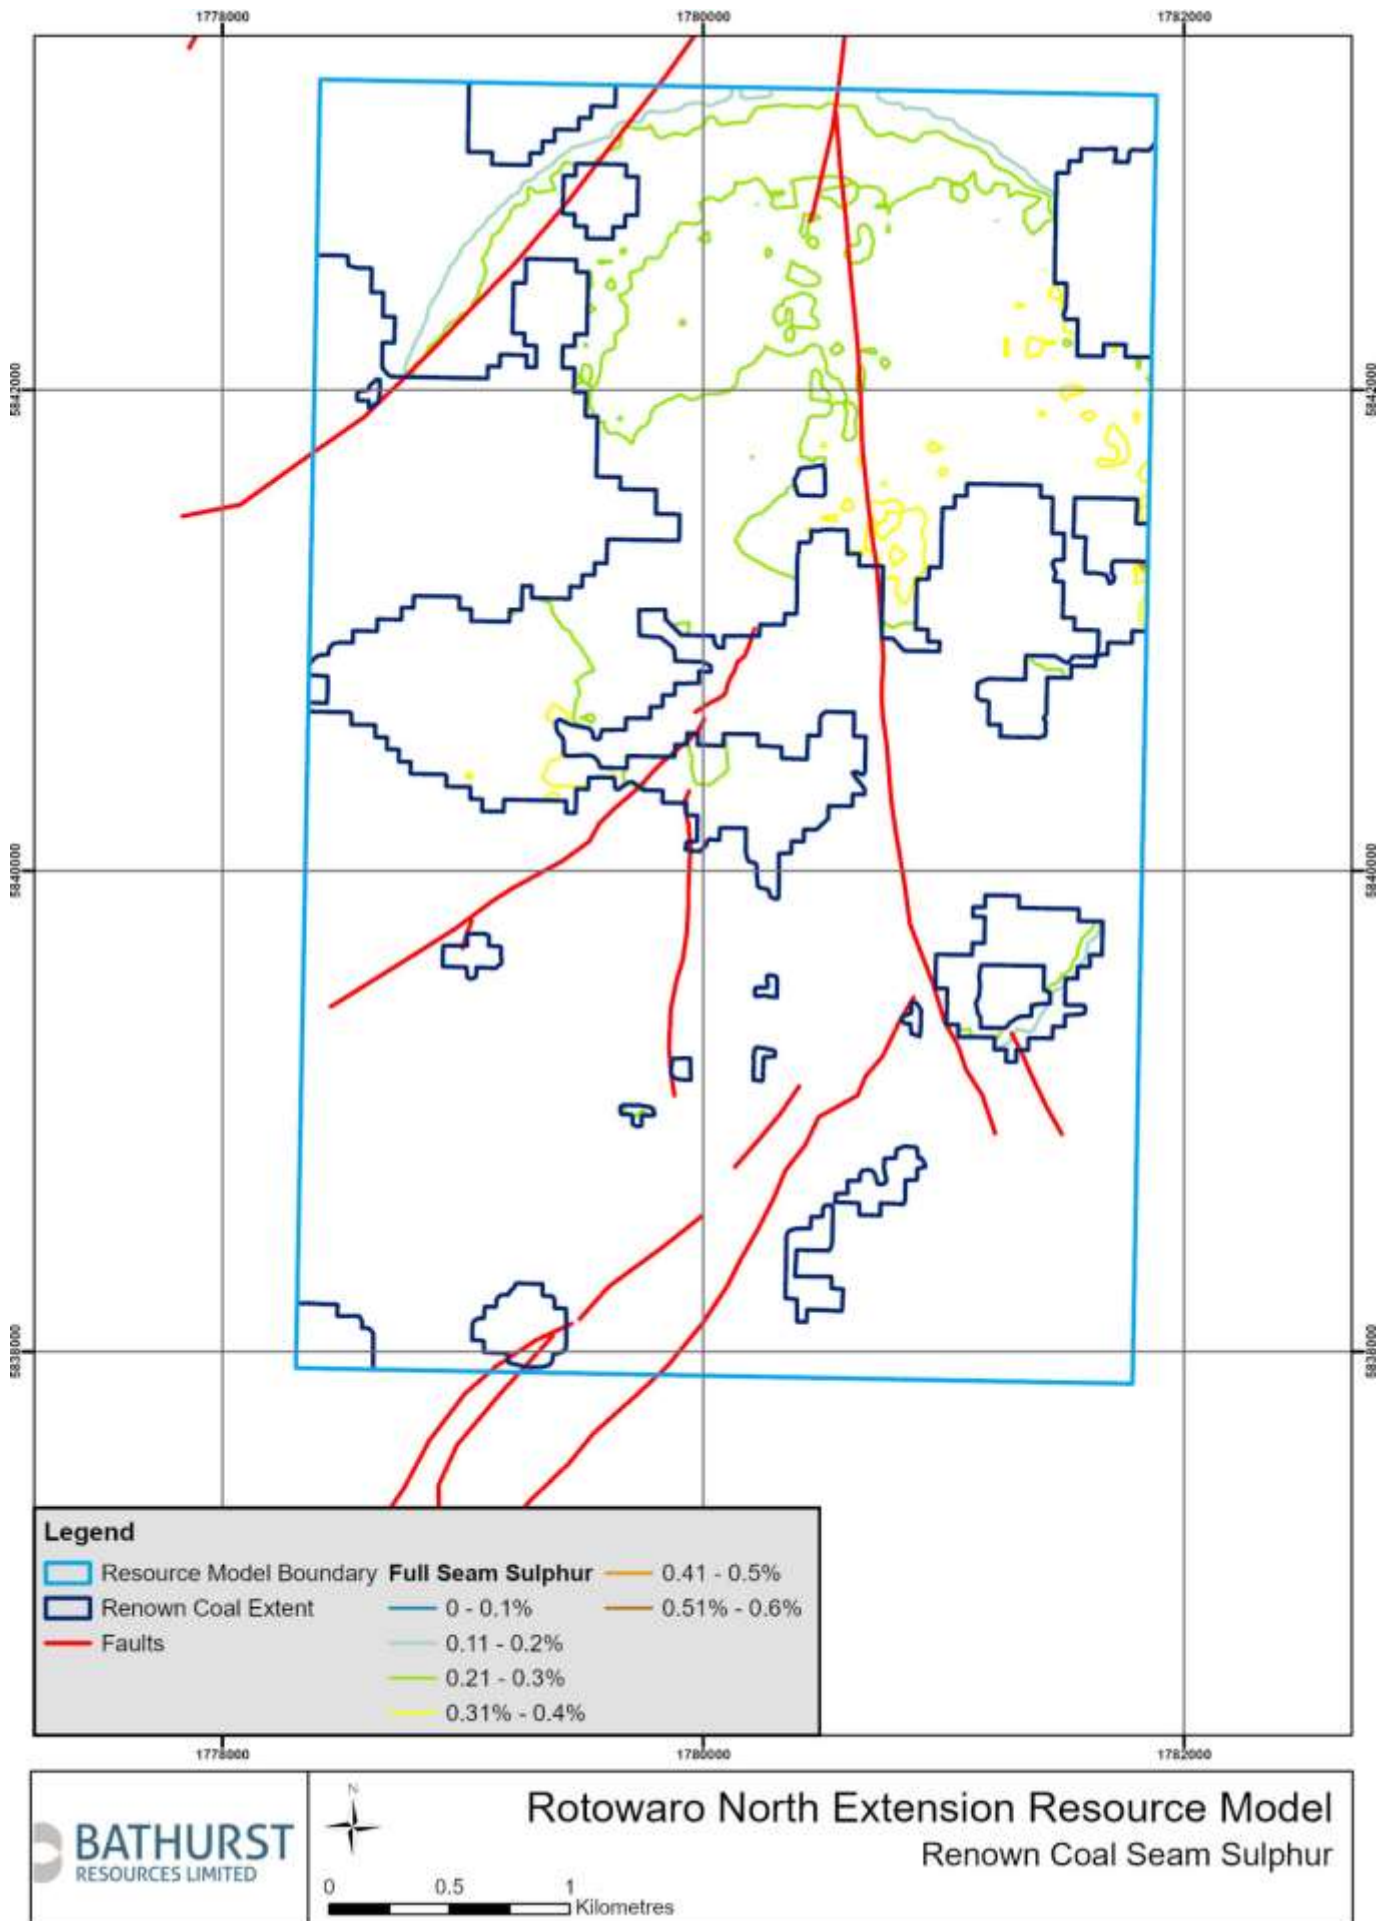 1778000 1780000 1782000
5842000 5842000
5840000 5840000
5838000 5838000
Legend
Resource Model Boundary
Renown Coal Extent
Faults
Full Seam Sulphur
0 - 0.1%
0.11 - 0.2%
0.21 - 0.3%
0.31% - 0.4%
0.41 - 0.5%
0.51% - 0.6%
1778000 1780000 1782000
BATHURST
RESOURCES LIMITED
N
0 0.5 1
Kilometres
Rotowaro North Extension Resource Model
Renown Coal Seam Sulphur